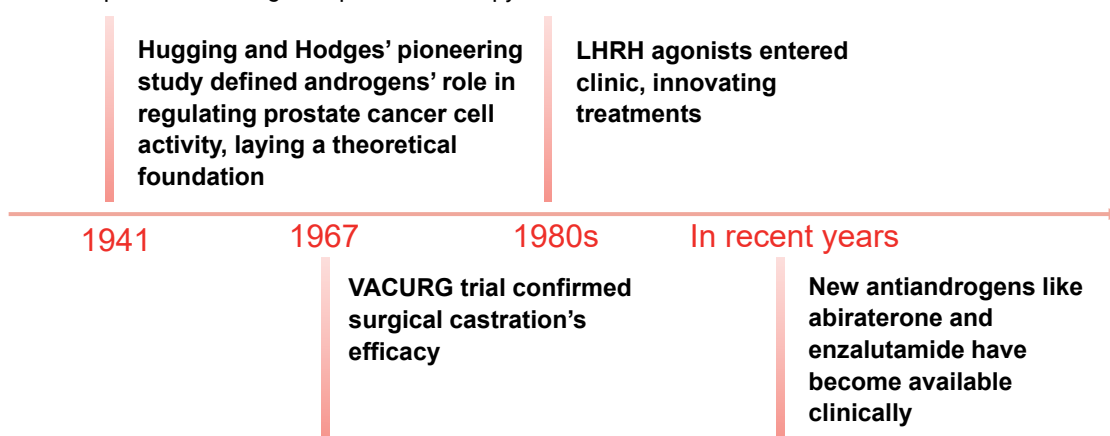 Hugging and Hodges' pioneering
study defined androgens' role in
regulating prostate cancer cell
activity, laying a theoretical
foundation
LHRH agonists entered
clinic, innovating
treatments
1941
1967
1980s
In recent years
VACURG trial confirmed
surgical castration's
efficacy
New antiandrogens like
abiraterone and
enzalutamide have
become available
clinically